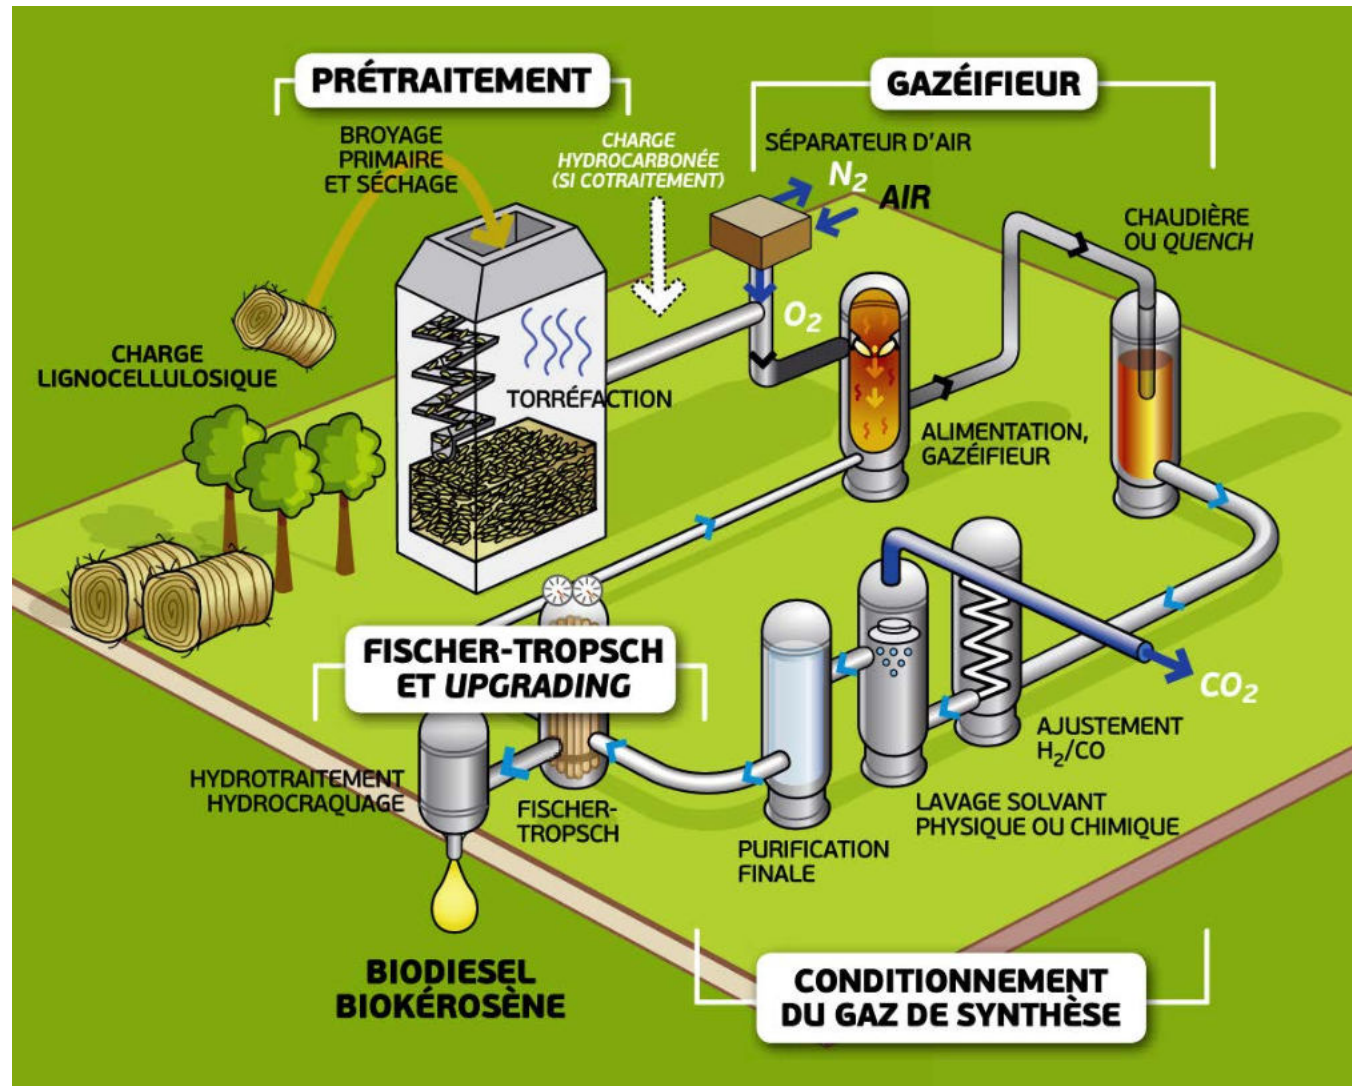 PRÉTRAITEMENT
BROYAGE
PRIMAIRE
ET SÉCHAGE
CHARGE
HYDROCARBONÉE
(SI COTRAITEMENT)
GAZÉIFIEUR
SÉPARATEUR D'AIR
N2
AIR
O2
CHAUDIÈRE
OU QUENCH
CHARGE
LIGNOCELLULOSIQUE
TORRÉFACTION
ALIMENTATION,
GAZÉIFIEUR
FISCHER-TROPSCH
ET UPGRADING
CO2
AJUSTEMENT
H2/CO
HYDROTRAITEMENT
HYDROCRAQUAGE
FISCHER-
TROPSCH
LAVAGE SOLVANT
PHYSIQUE OU CHIMIQUE
PURIFICATION
FINALE
BIODIESEL
BIOKÉROSÈNE
CONDITIONNEMENT
DU GAZ DE SYNTHÈSE